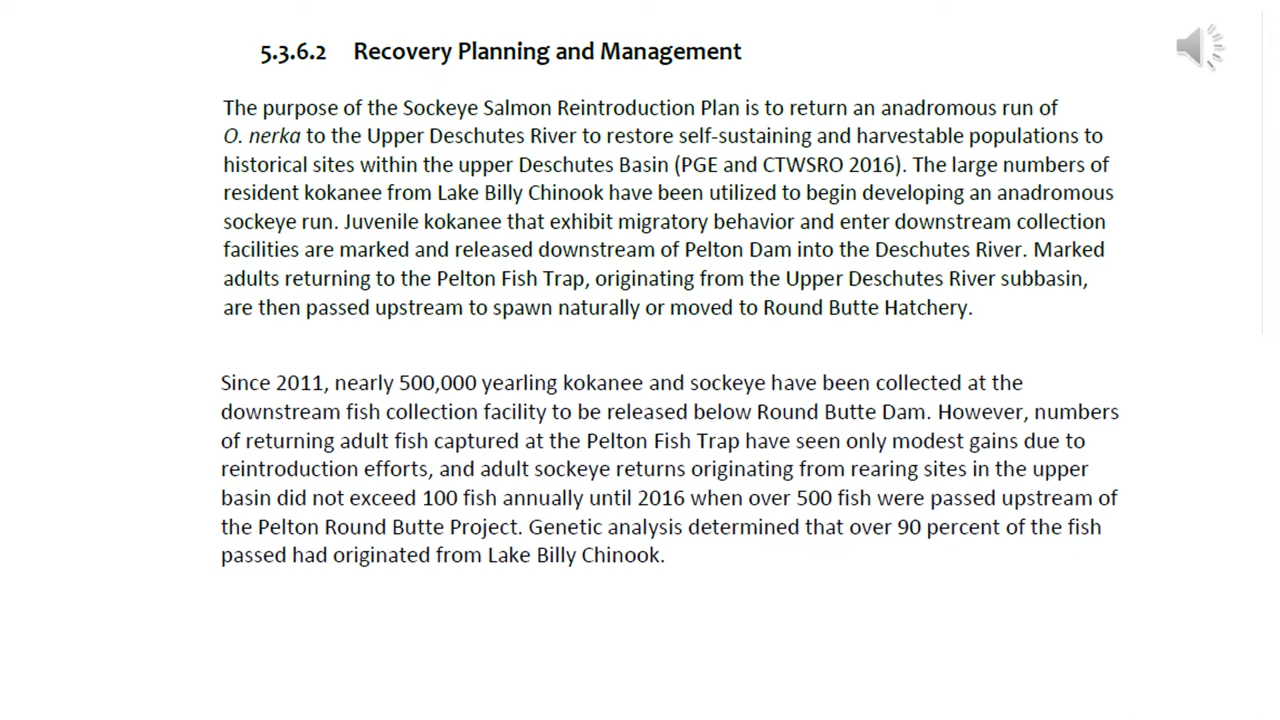 5.3.6.2 Recovery Planning and Management
The purpose of the Sockeye Salmon Reintroduction Plan is to return an anadromous run of
O. nerka to the Upper Deschutes River to restore self-sustaining and harvestable populations to
historical sites within the upper Deschutes Basin (PGE and CTWSRO 2016). The large numbers of
resident kokanee from Lake Billy Chinook have been utilized to begin developing an anadromous
sockeye run. Juvenile kokanee that exhibit migratory behavior and enter downstream collection
facilities are marked and released downstream of Pelton Dam into the Deschutes River. Marked
adults returning to the Pelton Fish Trap, originating from the Upper Deschutes River subbasin,
are then passed upstream to spawn naturally or moved to Round Butte Hatchery.
Since 2011, nearly 500,000 yearling kokanee and sockeye have been collected at the
downstream fish collection facility to be released below Round Butte Dam. However, numbers
of returning adult fish captured at the Pelton Fish Trap have seen only modest gains due to
reintroduction efforts, and adult sockeye returns originating from rearing sites in the upper
basin did not exceed 100 fish annually until 2016 when over 500 fish were passed upstream of
the Pelton Round Butte Project. Genetic analysis determined that over 90 percent of the fish
passed had originated from Lake Billy Chinook.